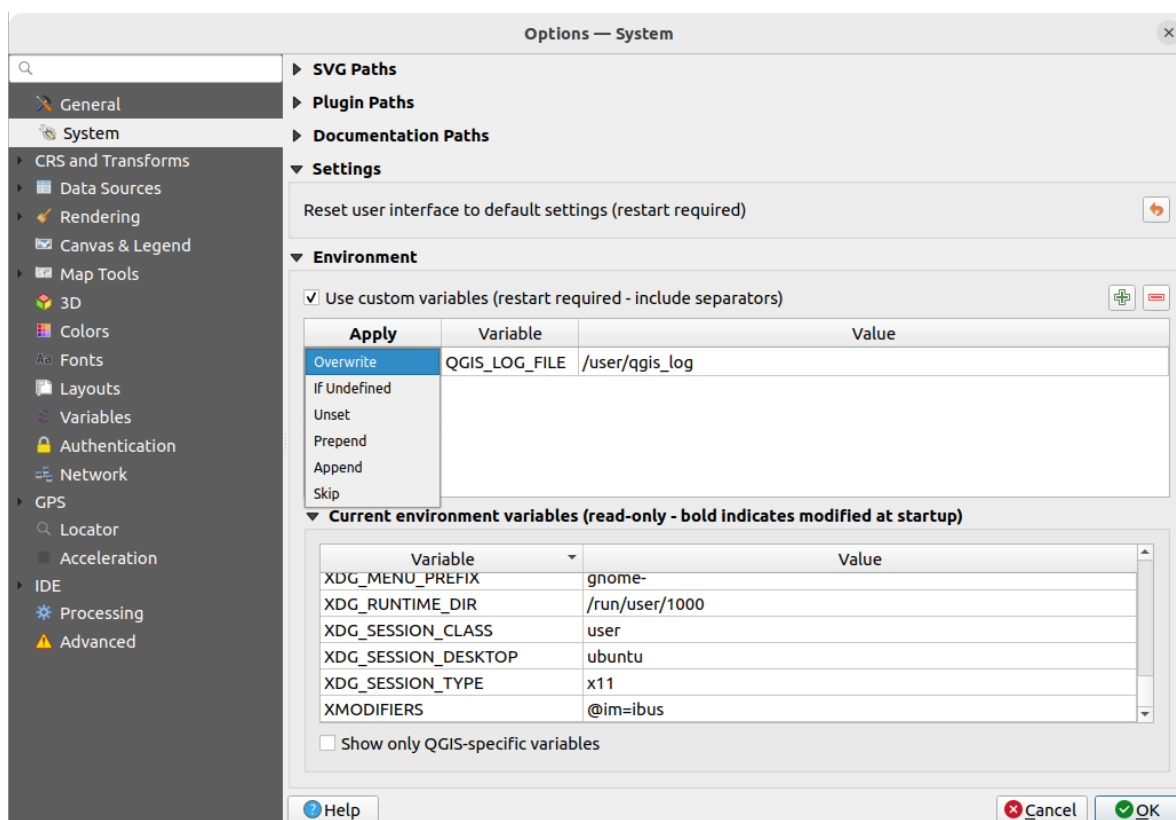 Options — System
General
System
CRS and Transforms
Data Sources
Rendering
Canvas & Legend
Map Tools
3D
Colors
Fonts
Layouts
Variables
Authentication
Network
GPS
Locator
Acceleration
IDE
Processing
Advanced
SVG Paths
Plugin Paths
Documentation Paths
Settings
Reset user interface to default settings (restart required)
Environment
Use custom variables (restart required - include separators)
Apply Variable Value
Overwrite QGIS_LOG_FILE /user/qgis_log
If Undefined
Unset
Prepend
Append
Skip
Current environment variables (read-only - bold indicates modified at startup)
Variable Value
XDG_MENU_PREFIX gnome-
XDG_RUNTIME_DIR /run/user/1000
XDG_SESSION_CLASS user
XDG_SESSION_DESKTOP ubuntu
XDG_SESSION_TYPE x11
XMODIFIERS @im=ibus
Show only QGIS-specific variables
Help Cancel OK